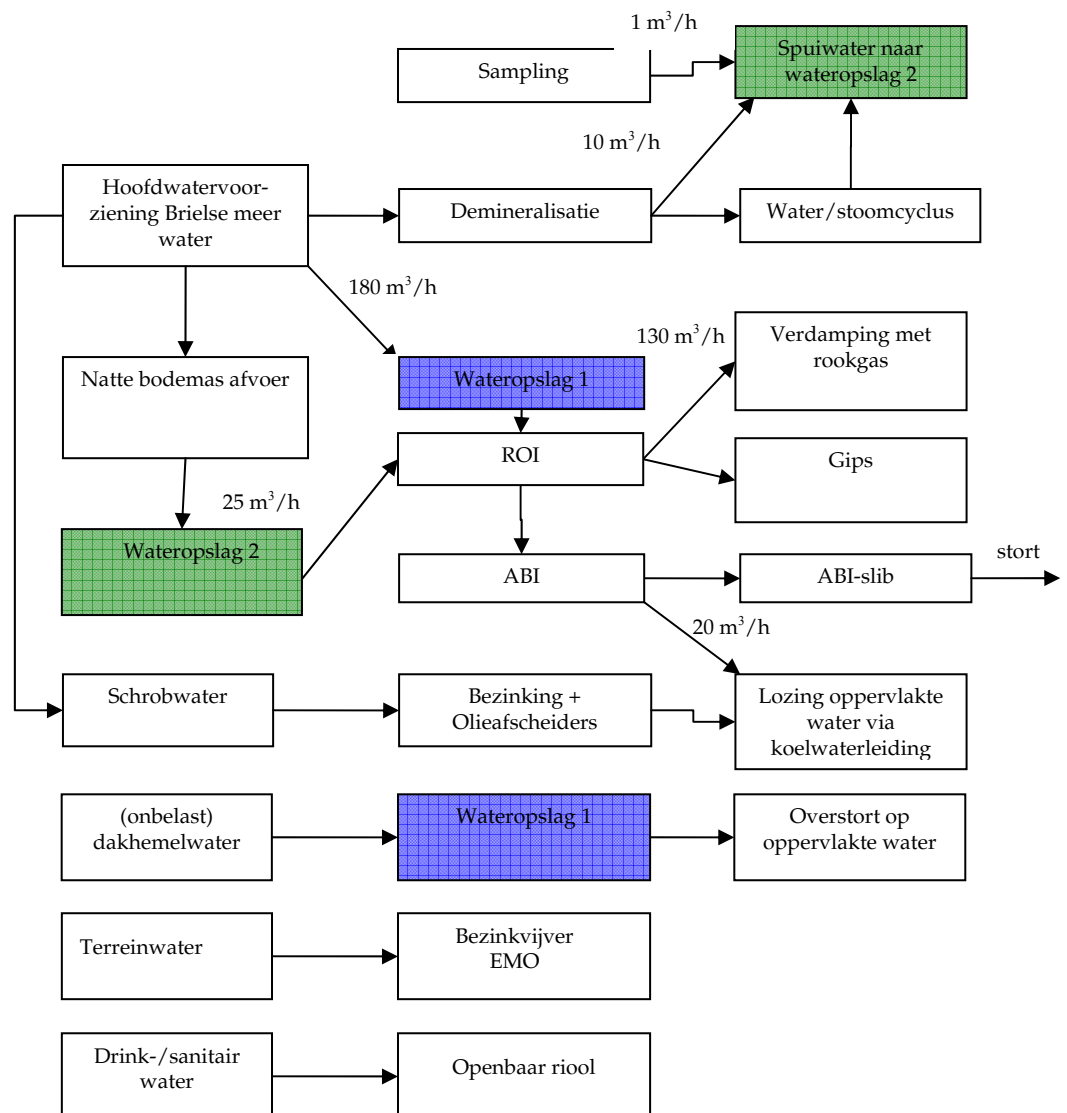 1 m³/h
Sampling
Spuiwater naar
wateropslag 2
10 m³/h
Hoofdwatervoor-
ziening Brielse meer
water
Demineralisatie
Water/stoomcyclus
180 m³/h
130 m³/h
Verdamping met
rookgas
Natte bodemas afvoer
Wateropslag 1
ROI
Gips
25 m³/h
Wateropslag 2
ABI
ABI-slib
stort
20 m³/h
Schrobwater
Bezinking +
Olieafscheiders
Lozing oppervlakte
water via
koelwaterleiding
(onbelast)
dakhemelwater
Wateropslag 1
Overstort op
oppervlakte water
Terreinwater
Bezinkvijver
EMO
Drink-/sanitair
water
Openbaar riool